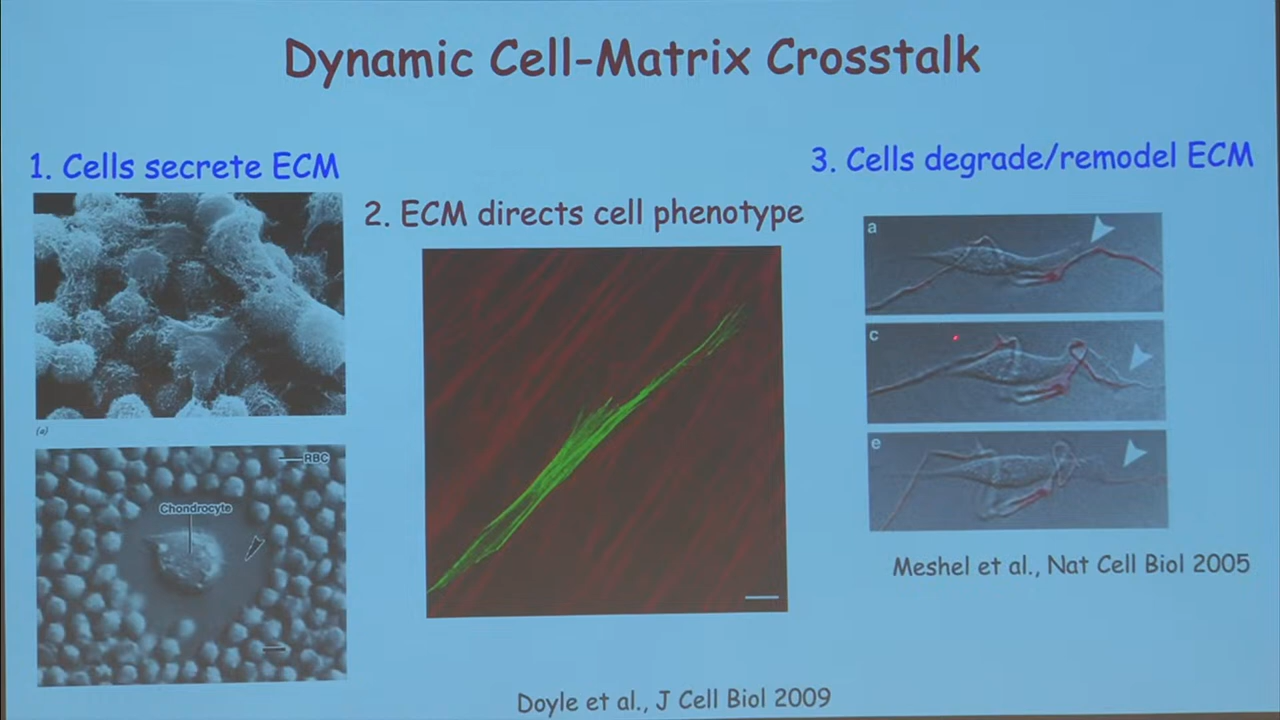 Dynamic Cell-Matrix Crosstalk
1. Cells secrete ECM
(a)
RBC
Chondrocyte
2. ECM directs cell phenotype
Doyle et al., J Cell Biol 2009
3. Cells degrade/remodel ECM
a
c
e
Meshel et al., Nat Cell Biol 2005